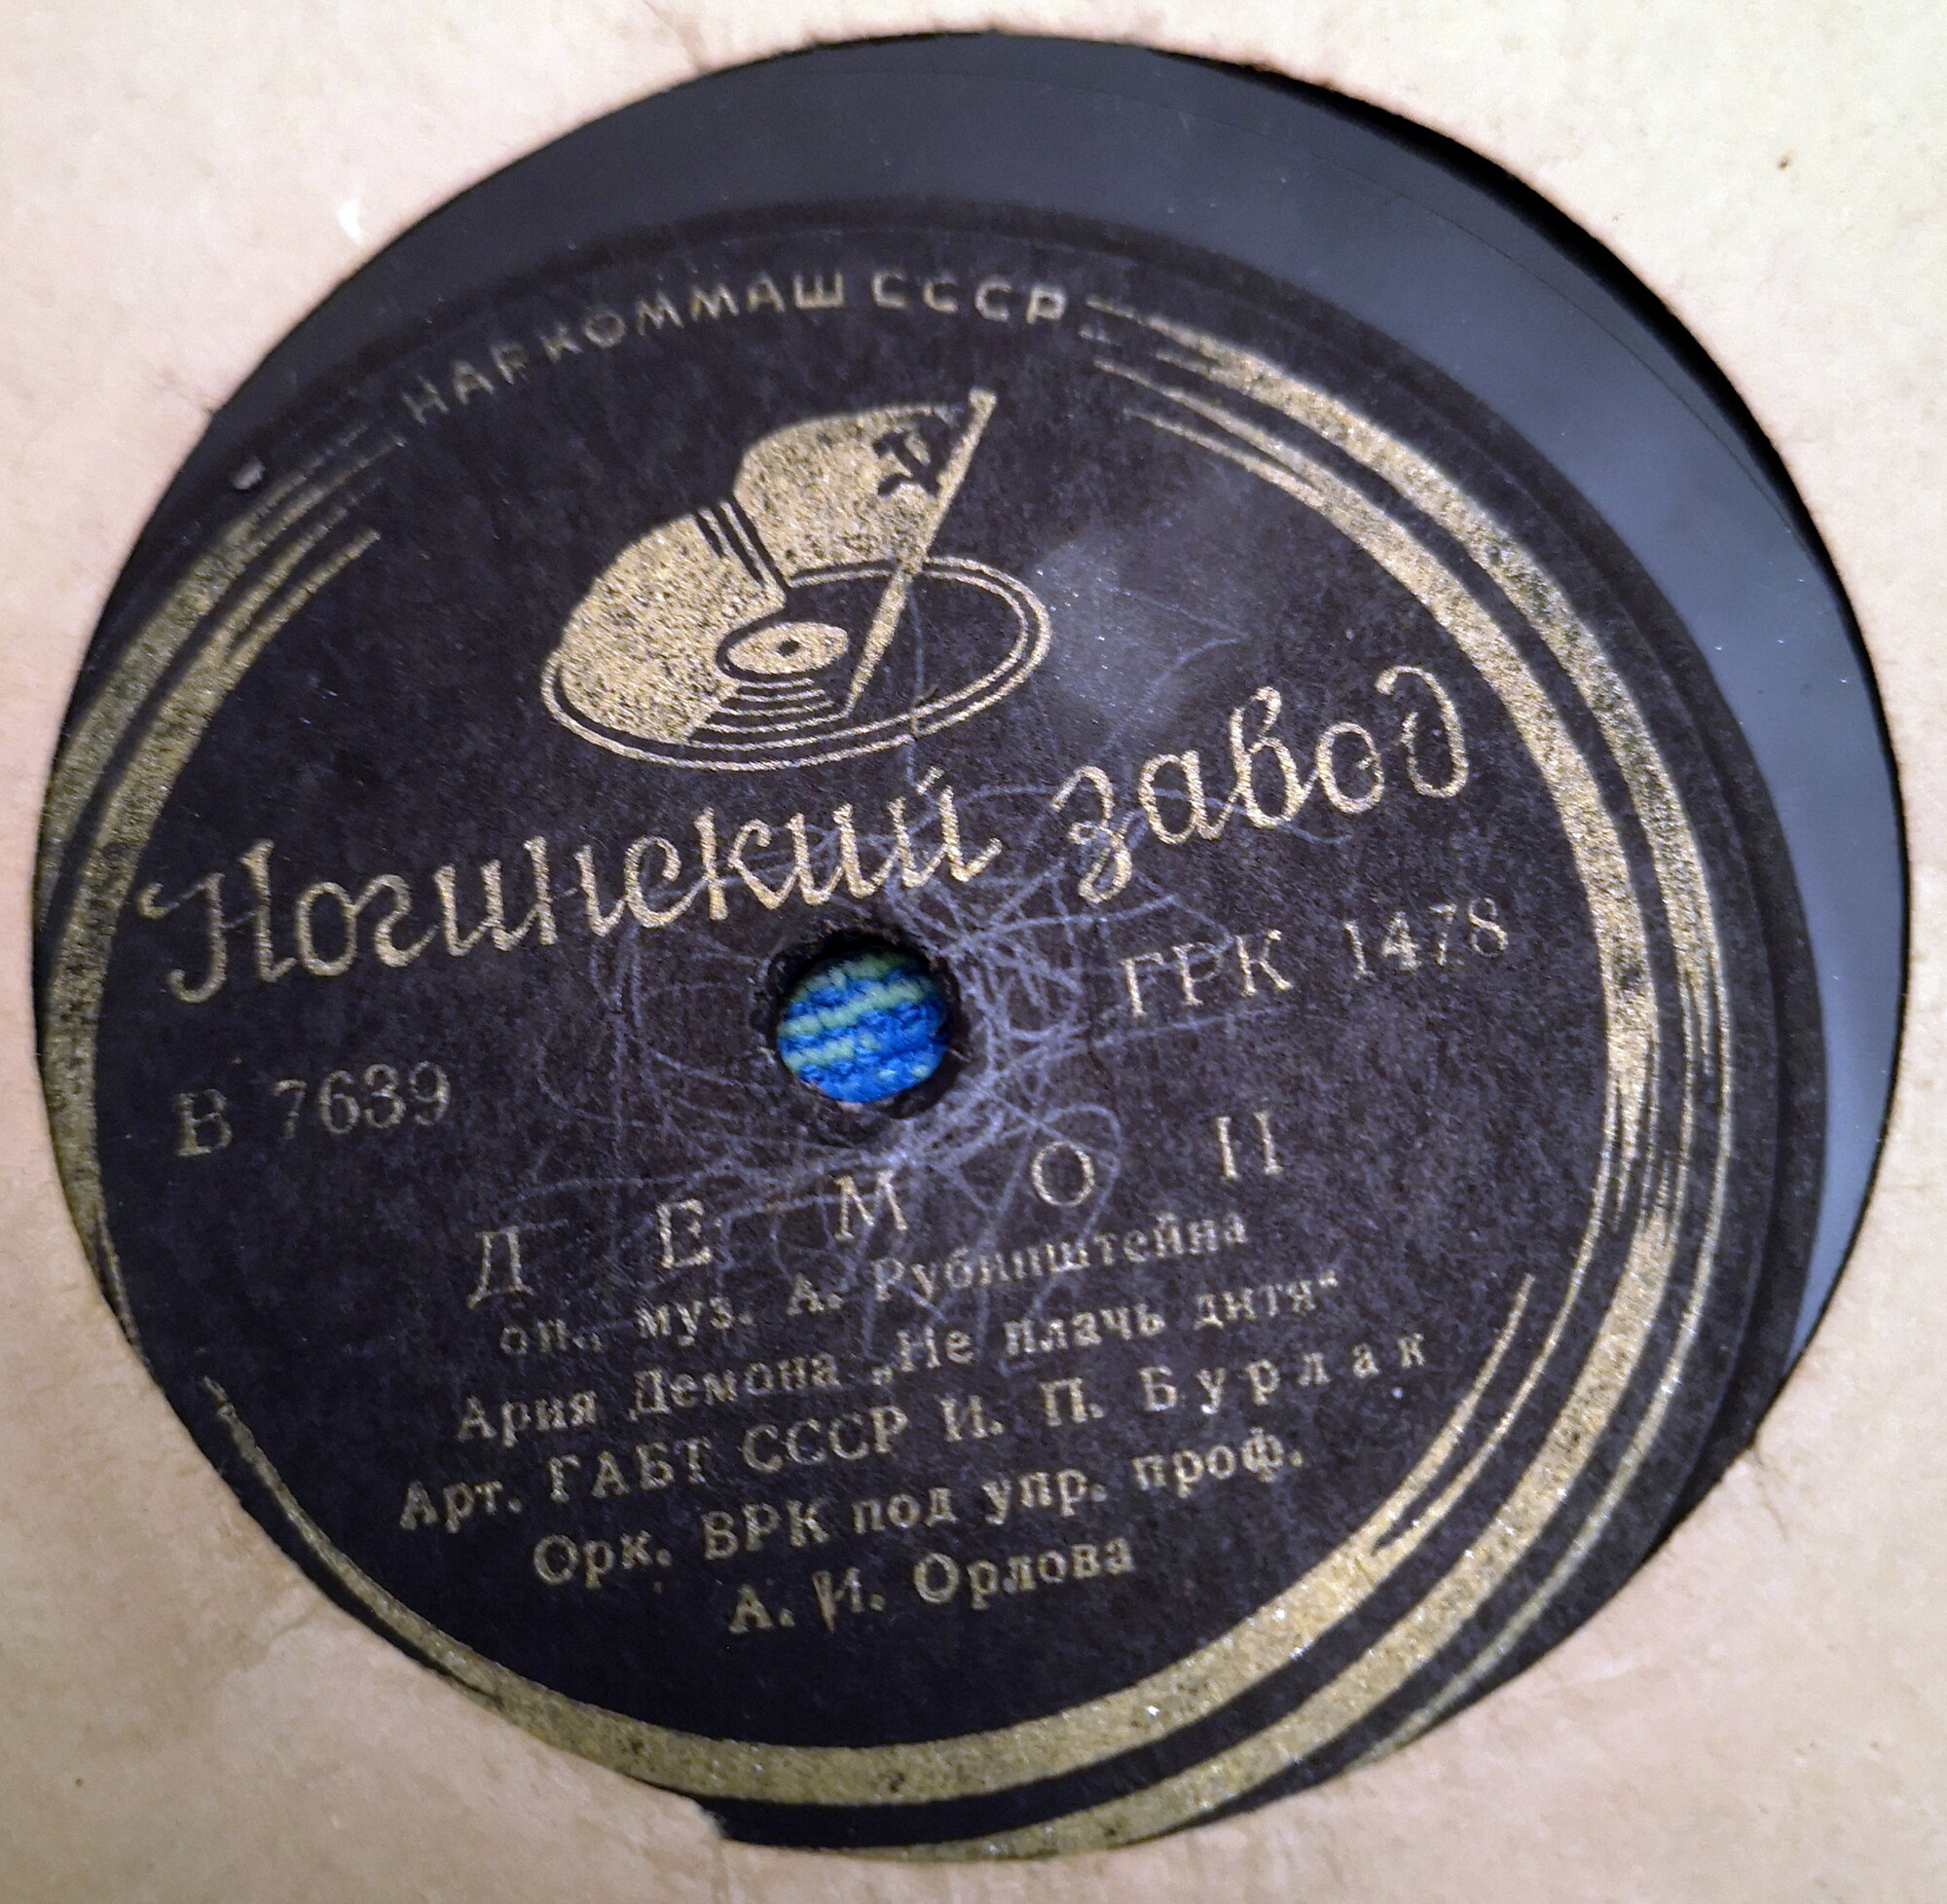 НАРКОММАШ СССР
Ногинский завод
ГРК 1478
В 7639
ДЕМОН
оп., муз. А. Рубинштейна
Ария Демона „Не плачь дитя“
Арт. ГАБТ СССР И. П. Бурлак
Орк. ВРК под упр. проф.
А. И. Орлова